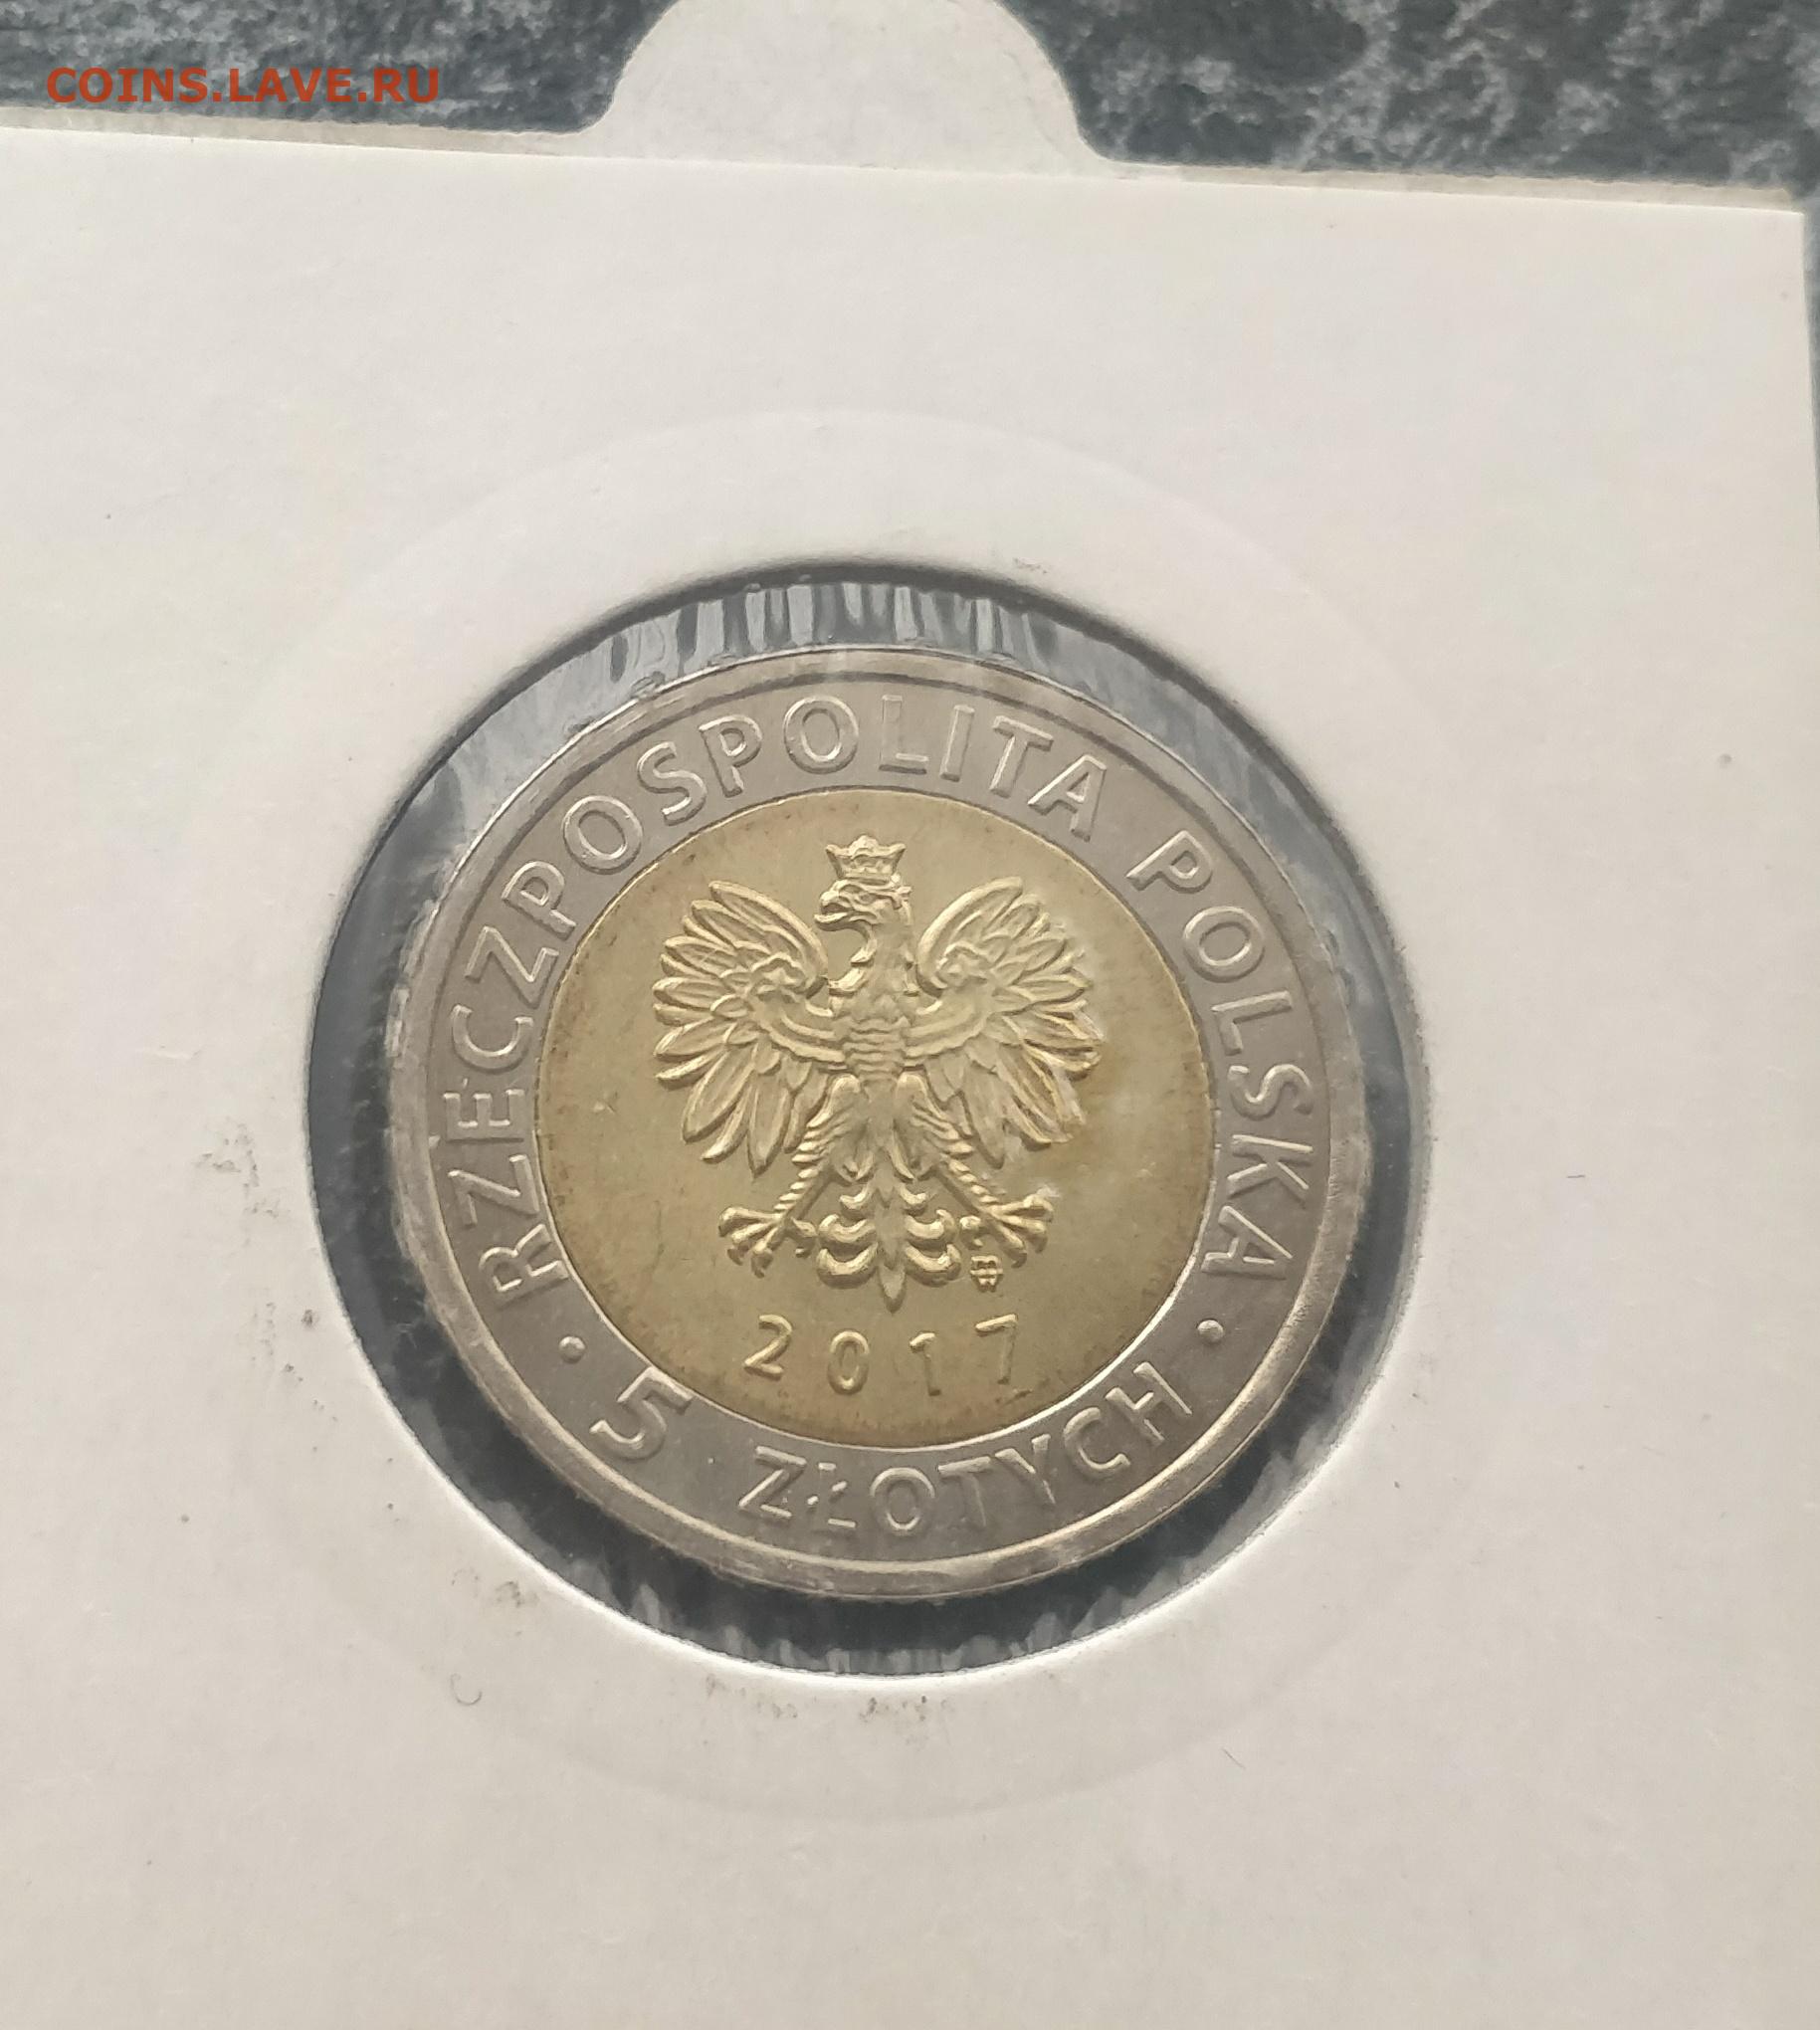 COINS.LAVE.RU
RZECZPOSPOLITA POLSKA
2017
• 5 ZŁOTYCH •